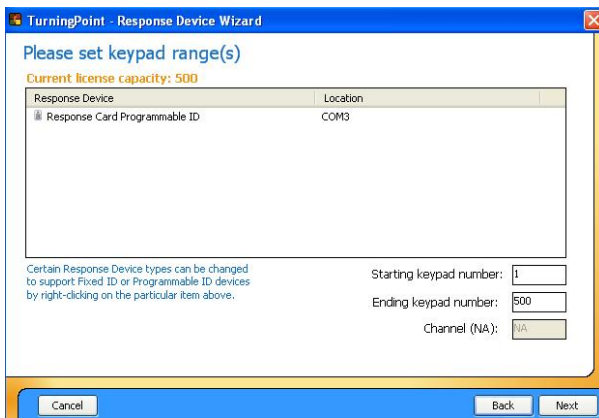 TurningPoint - Response Device Wizard
Please set keypad range(s)
Current license capacity: 500
Response Device Location
Response Card Programmable ID COM3
Certain Response Device types can be changed
to support Fixed ID or Programmable ID devices
by right-clicking on the particular item above.
Starting keypad number: 1
Ending keypad number: 500
Channel (NA): NA
Cancel Back Next